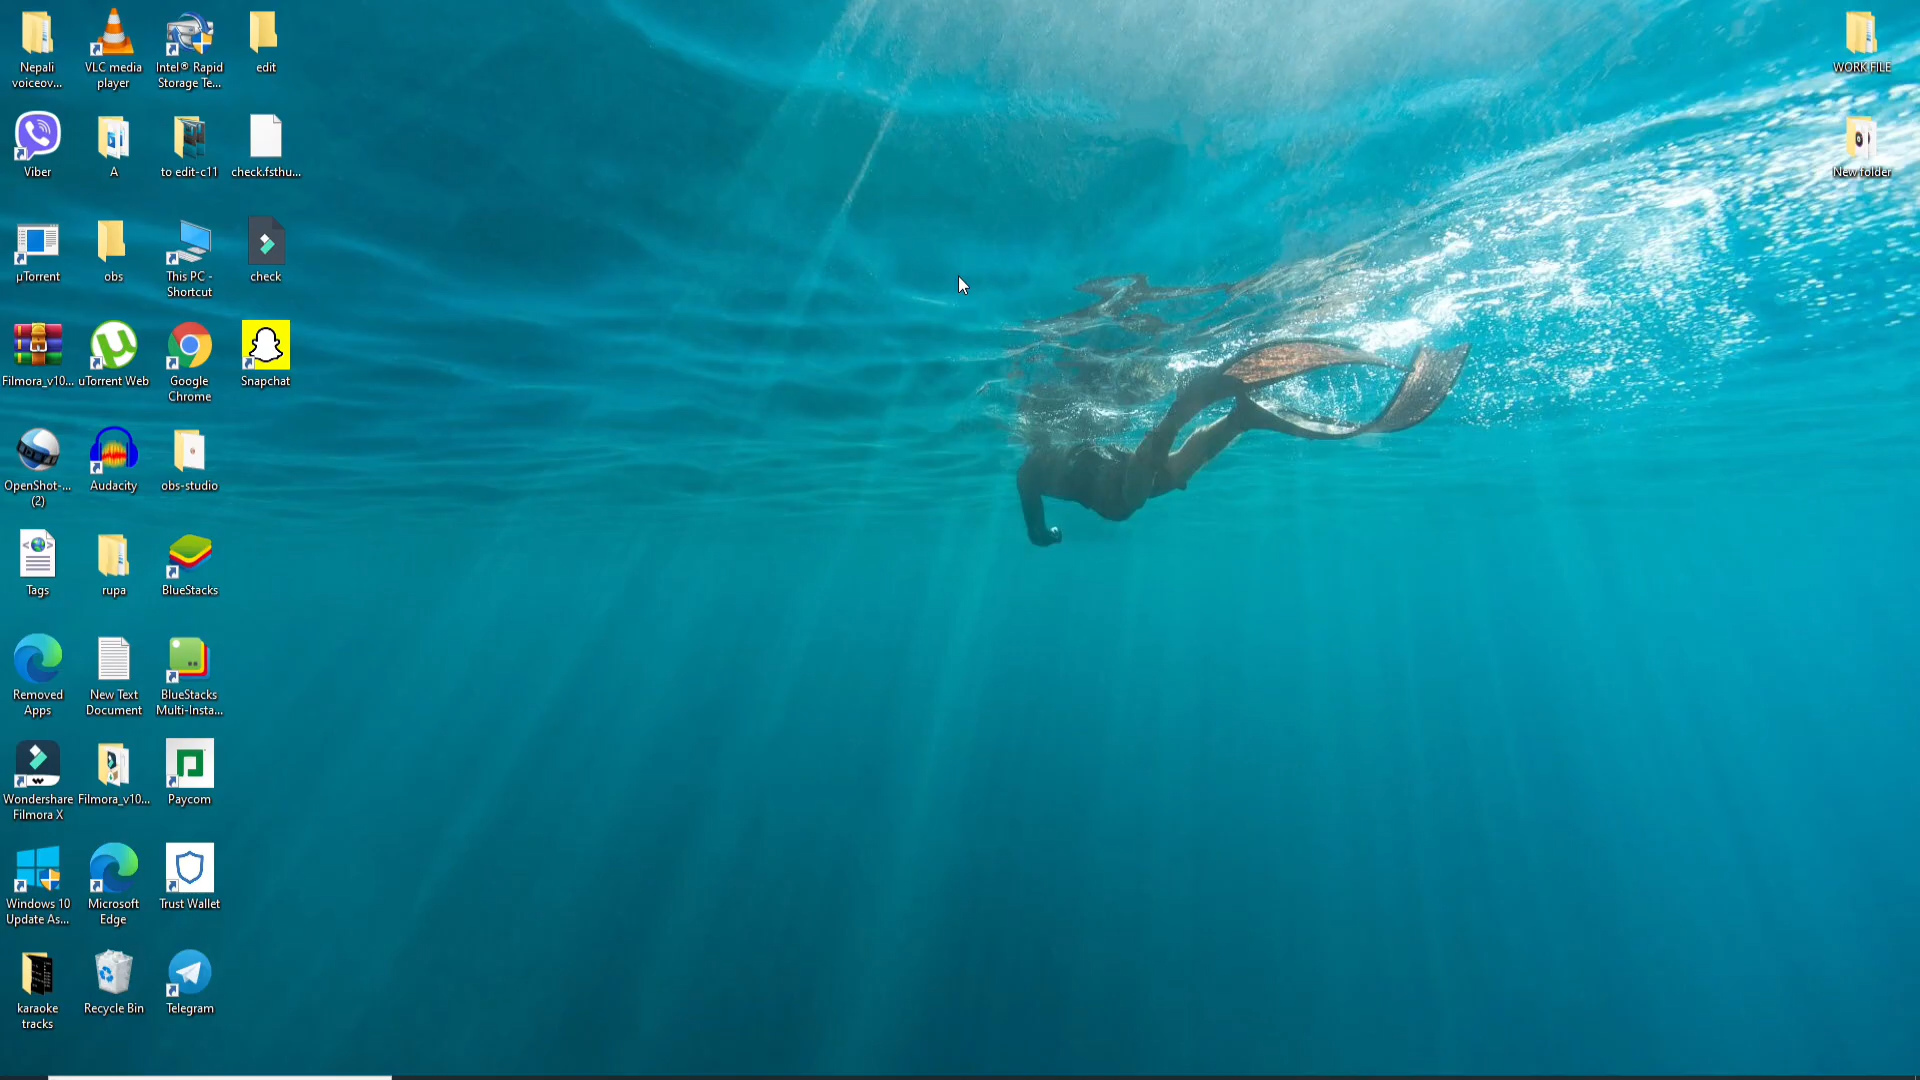 Nepali
voiceov...
VLC media
player
Intel® Rapid
Storage Te...
edit
WORK FILE
Viber
A
to edit-c11
check.fsthu...
New folder
µTorrent
obs
This PC -
Shortcut
check
Filmora_v10...
uTorrent Web
Google
Chrome
Snapchat
OpenShot-...
(2)
Audacity
obs-studio
Tags
rupa
BlueStacks
Removed
Apps
New Text
Document
BlueStacks
Multi-Insta...
Wondershare
Filmora X
Filmora_v10...
Paycom
Windows 10
Update As...
Microsoft
Edge
Trust Wallet
karaoke
tracks
Recycle Bin
Telegram